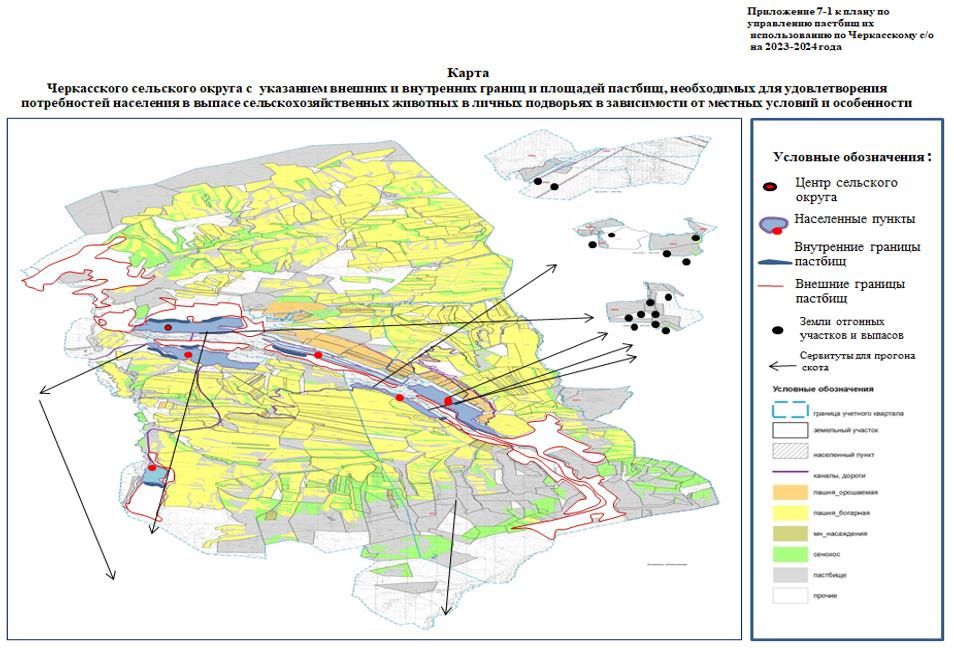 Приложение 7-1 к плану по
управлению пастбищ их
использованию по Черкасскому с/о
на 2023-2024 года
Карта
Черкасского сельского округа с указанием внешних и внутренних границ и площадей пастбищ, необходимых для удовлетворения
потребностей населения в выпасе сельскохозяйственных животных в личных подворьях в зависимости от местных условий и особенности
Условные обозначения :
Центр сельского
округа
Населенные пункты
Внутренние границы
пастбищ
Внешние границы
пастбищ
Земли отгонных
участков и выпасов
Сервитуты для прогона
скота
Условные обозначения
граница учетного квартала
земельный участок
населенный пункт
каналы, дороги
пашня_орошаемая
пашня_богарная
мн_насаждения
сенокос
пастбище
прочие